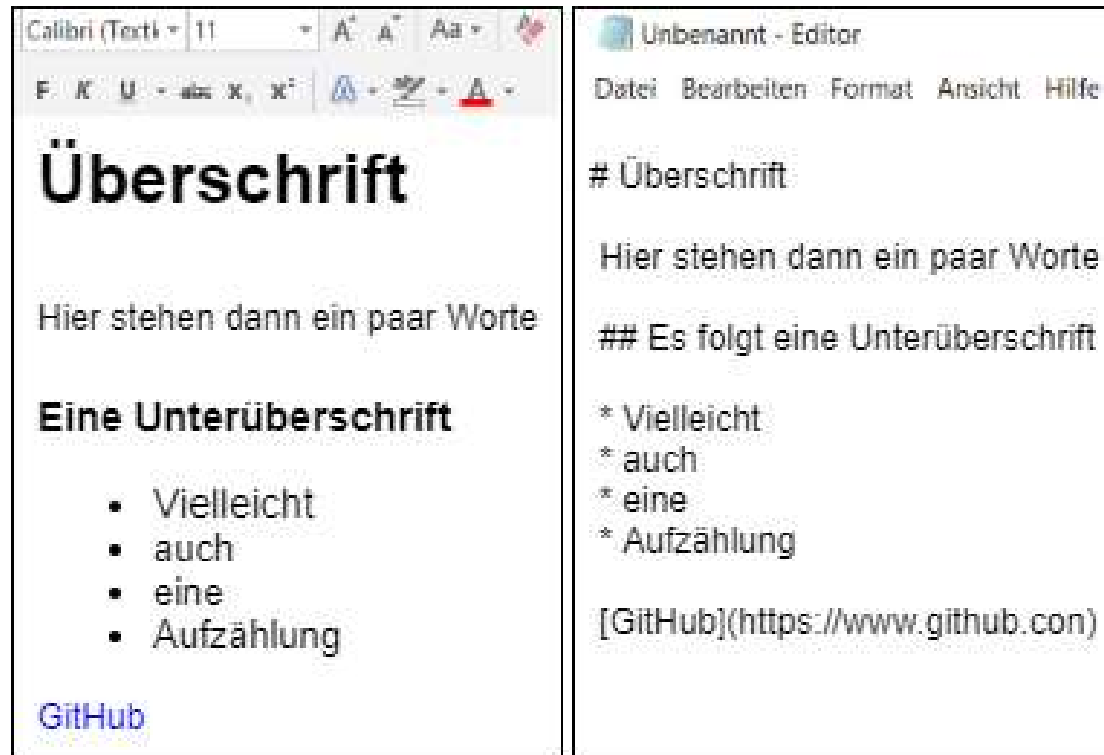 Calibri (Textk
11
A A Aa
F K U abc x, x²
A aby A
Überschrift
Hier stehen dann ein paar Worte
Eine Unterüberschrift
• Vielleicht
• auch
• eine
• Aufzählung
GitHub
Unbenannt - Editor
Datei Bearbeiten Format Ansicht Hilfe
# Überschrift
Hier stehen dann ein paar Worte
## Es folgt eine Unterüberschrift
* Vielleicht
* auch
* eine
* Aufzählung
[GitHub](https://www.github.con)